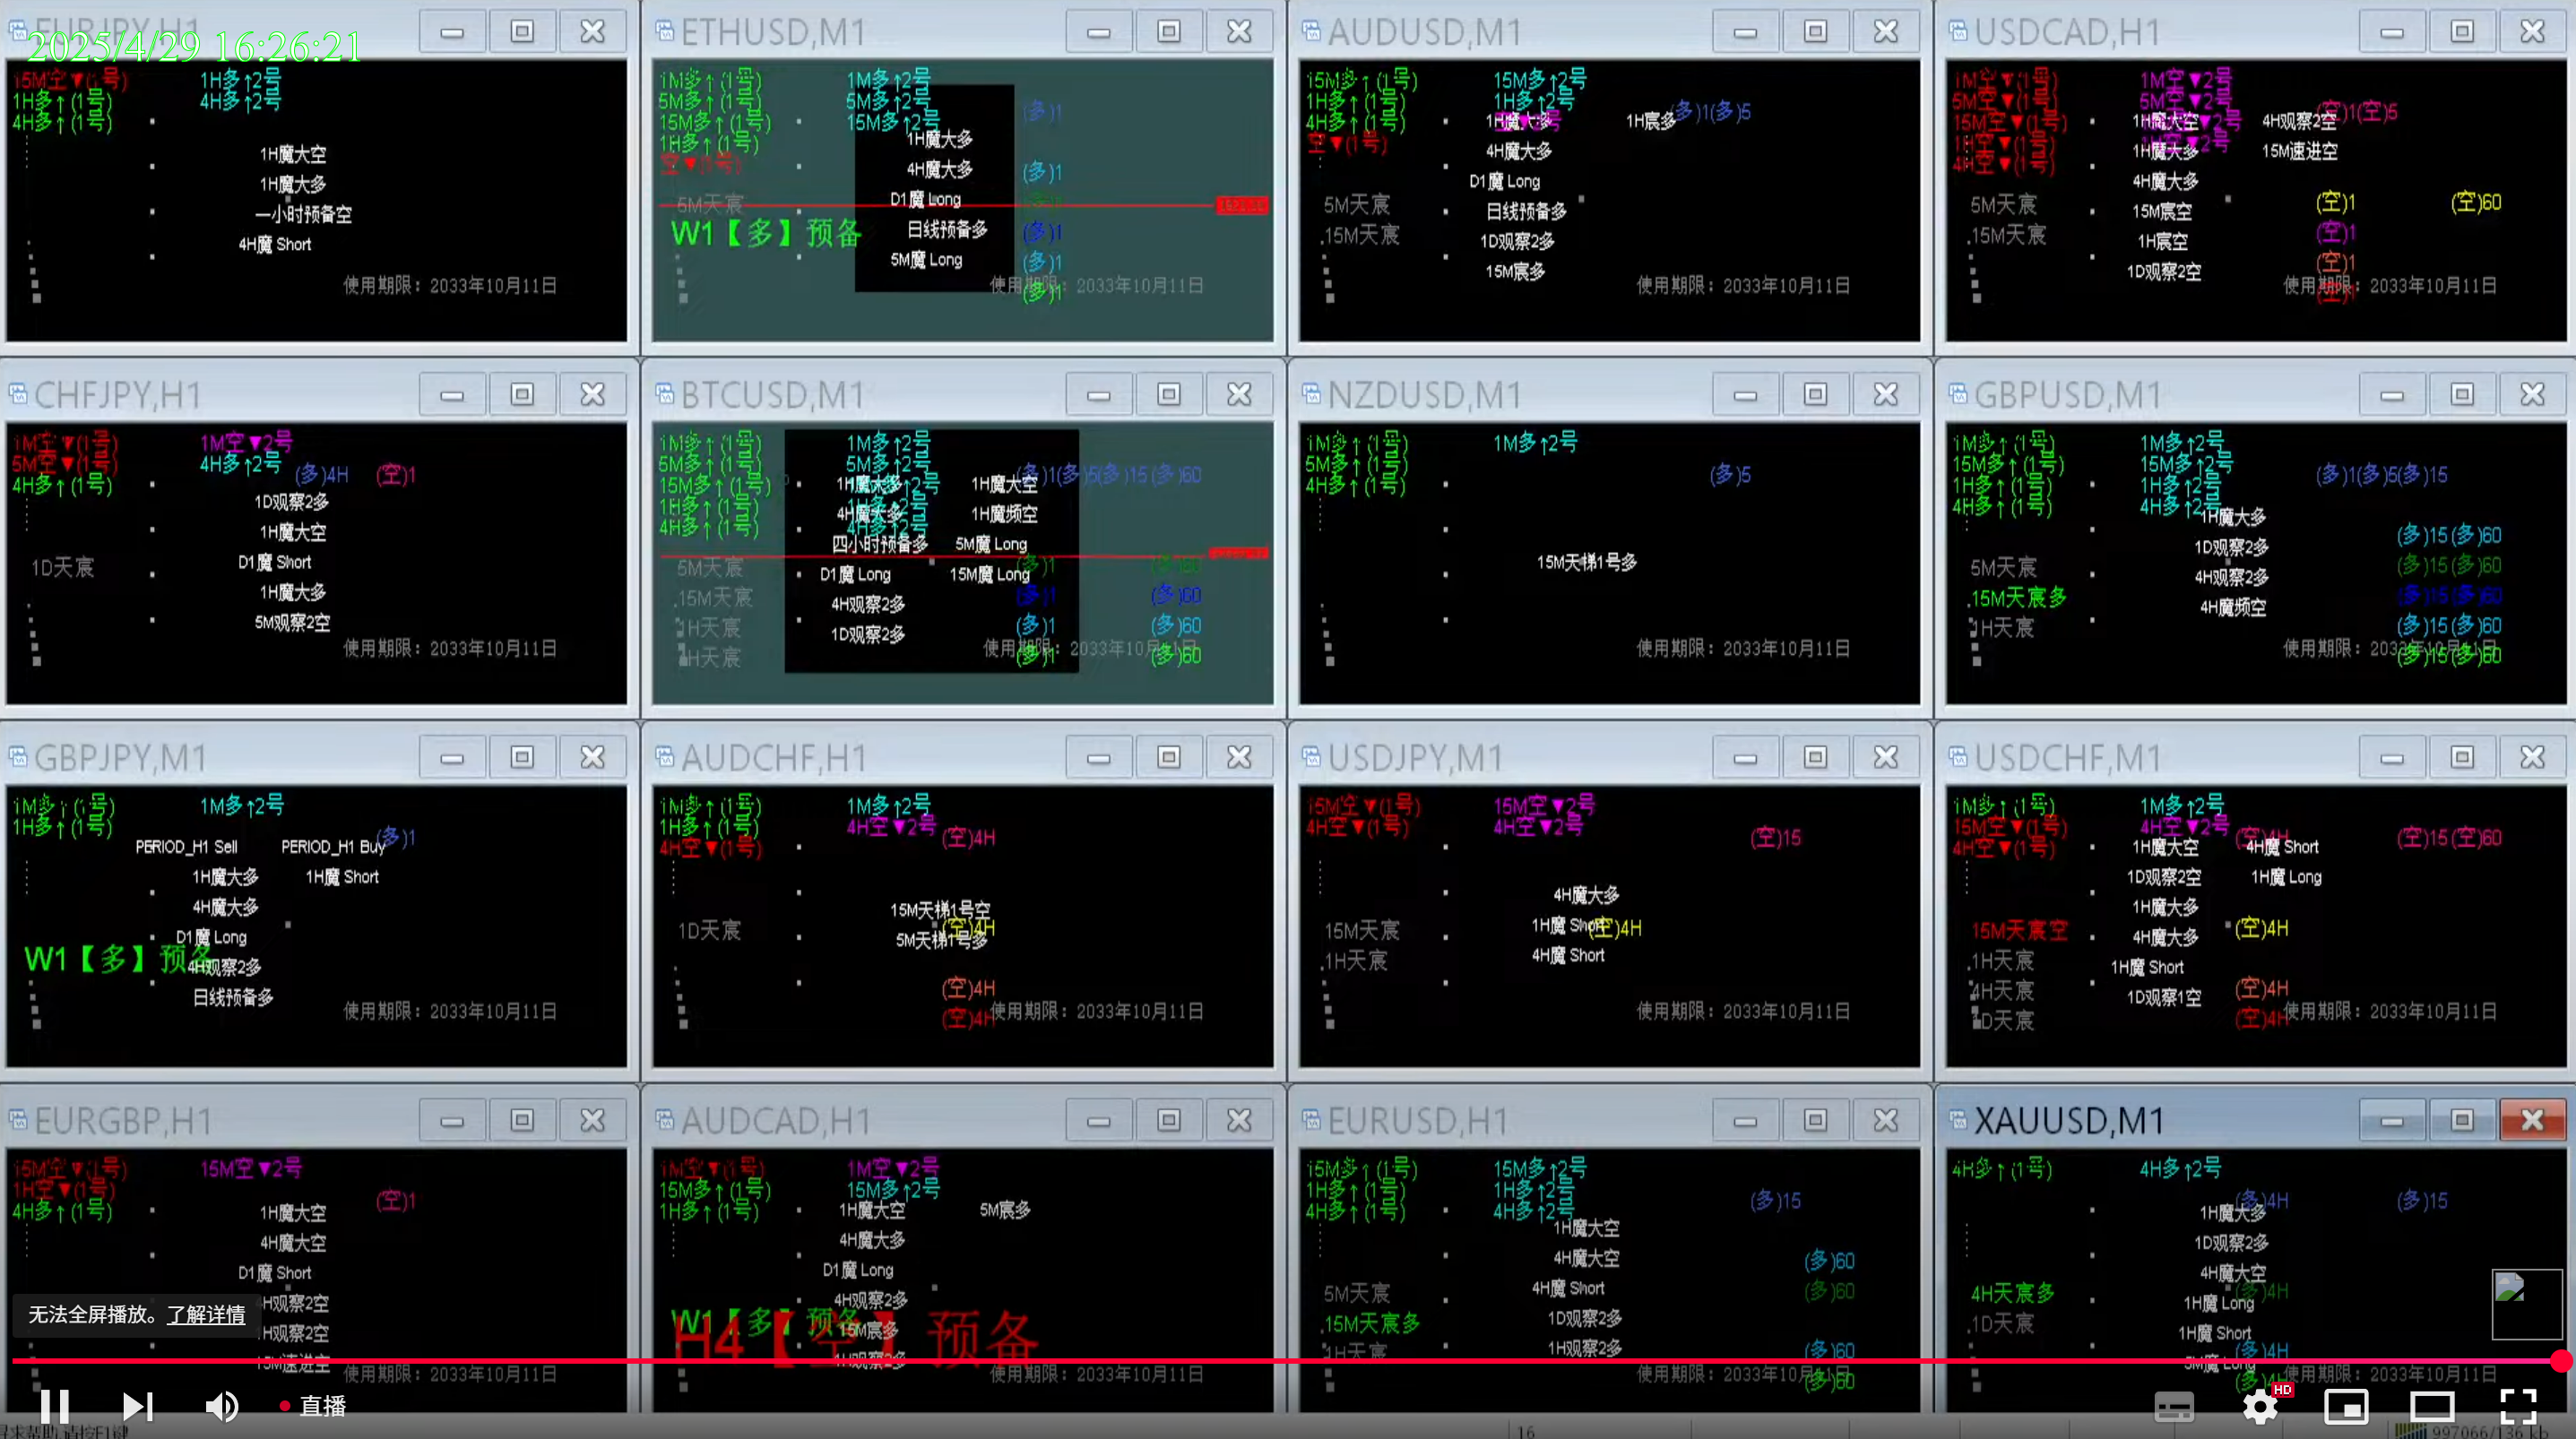 2025/4/29 16:26:21
EURJPY,H1
15M空▼(1号)
1H多↑2号
1H多↑(1号)
4H多↑2号
4H多↑(1号)
1H魔大空
1H魔大多
一小时预备空
4H魔 Short
使用期限：2033年10月11日
ETHUSD,M1
1M多↑(1号)
1M多↑2号
5M多↑(1号)
5M多↑2号
(多)1
15M多↑(1号)
15M多↑2号
1H多↑(1号)
1H魔大多
空▼(1号)
4H魔大多
(多)1
D1魔 Long
5M天宸
W1【多】预备
日线预备多
(多)1
5M魔 Long
(多)1
使用期限：2033年10月11日
(多)1
AUDUSD,M1
15M多↑(1号)
15M多↑2号
1H多↑(1号)
1H多↑2号
(多)1(多)5
4H多↑(1号)
1H魔大多
1H宸多
空▼(1号)
4H魔大多
D1魔 Long
5M天宸
日线预备多
.15M天宸
1D观察2多
15M宸多
使用期限：2033年10月11日
USDCAD,H1
1M空▼(1号)
1M空▼2号
5M空▼(1号)
5M空▼2号
(空)1(空)5
15M空▼(1号)
1H魔大空
4H观察2空
1H空▼(1号)
1H魔大多
15M速进空
4H空▼(1号)
4H魔大多
5M天宸
15M宸空
(空)1
(空)60
.15M天宸
1H宸空
(空)1
1D观察2空
(空)1
使用期限：2033年10月11日
CHFJPY,H1
1M空▼(1号)
1M空▼2号
5M空▼(1号)
4H多↑2号
(多)4H
(空)1
4H多↑(1号)
1D观察2多
1H魔大空
1D天宸
D1魔 Short
1H魔大多
5M观察2空
使用期限：2033年10月11日
BTCUSD,M1
1M多↑(1号)
1M多↑2号
5M多↑(1号)
5M多↑2号
(多)1(多)5(多)15(多)60
15M多↑(1号)
1H魔大多
1H魔大空
1H多↑(1号)
4H魔大多
1H魔频空
4H多↑(1号)
4H多↑2号
四小时预备多
5M魔 Long
5M天宸
D1魔 Long
15M魔 Long
(多)1
(多)60
.15M天宸
4H观察2多
(多)1
(多)60
1H天宸
1D观察2多
(多)1
(多)60
H天宸
使用期限：2033年10月11日
(多)1
(多)60
NZDUSD,M1
1M多↑(1号)
1M多↑2号
5M多↑(1号)
(多)5
4H多↑(1号)
15M天梯1号多
使用期限：2033年10月11日
GBPUSD,M1
1M多↑(1号)
1M多↑2号
15M多↑(1号)
15M多↑2号
(多)1(多)5(多)15
1H多↑(1号)
1H多↑2号
4H多↑(1号)
4H多↑2号
1H魔大多
1D观察2多
(多)15(多)60
5M天宸
4H观察2多
(多)15(多)60
.15M天宸多
4H魔频空
(多)15(多)60
1H天宸
(多)15(多)60
使用期限：2033年10月11日
(多)15(多)60
GBPJPY,M1
1M多↑(1号)
1M多↑2号
1H多↑(1号)
PERIOD_H1 Sell
PERIOD_H1 Buy
(多)1
1H魔大多
1H魔 Short
4H魔大多
D1魔 Long
W1【多】预备
4H观察2多
日线预备多
使用期限：2033年10月11日
AUDCHF,H1
1M多↑(1号)
1M多↑2号
1H多↑(1号)
4H空▼2号
(空)4H
4H空▼(1号)
15M天梯1号空
1D天宸
(空)4H
5M天梯1号多
(空)4H
(空)4H
使用期限：2033年10月11日
USDJPY,M1
15M空▼(1号)
15M空▼2号
4H空▼(1号)
4H空▼2号
(空)15
4H魔大多
15M天宸
1H魔 Short
(空)4H
.1H天宸
4H魔 Short
使用期限：2033年10月11日
USDCHF,M1
1M多↑(1号)
1M多↑2号
15M空▼(1号)
4H空▼2号
(空)4H
(空)15(空)60
4H空▼(1号)
1H魔大空
4H魔 Short
1D观察2空
1H魔 Long
1H魔大多
15M天宸空
4H魔大多
(空)4H
.1H天宸
1H魔 Short
4H天宸
1D观察1空
(空)4H
D天宸
(空)4H
使用期限：2033年10月11日
EURGBP,H1
15M空▼(1号)
15M空▼2号
1H空▼(1号)
(空)1
4H多↑(1号)
1H魔大空
4H魔大空
D1魔 Short
4H观察2空
无法全屏播放。了解详情
1H观察2空
15M速进空
使用期限：2033年10月11日
AUDCAD,H1
1M空▼(1号)
1M空▼2号
15M多↑(1号)
15M多↑2号
1H多↑(1号)
1H魔大空
5M宸多
4H魔大多
D1魔 Long
4H观察2多
W1【多】预备
15M宸多
H4【空】预备
1H观察2多
使用期限：2033年10月11日
EURUSD,H1
15M多↑(1号)
15M多↑2号
1H多↑(1号)
1H多↑2号
(多)15
4H多↑(1号)
4H多↑2号
1H魔大空
4H魔大空
(多)60
5M天宸
4H魔 Short
(多)60
.15M天宸多
1D观察2多
1H天宸
1H观察2多
(多)60
使用期限：2033年10月11日
(多)60
XAUUSD,M1
4H多↑(1号)
4H多↑2号
(多)4H
(多)15
1H魔大多
1D观察2多
4H魔大空
4H天宸多
1H魔 Long
(多)4H
.1D天宸
1H魔 Short
(多)4H
5M魔 Long
使用期限：2033年10月11日
直播
HD
16
997066/136 kb